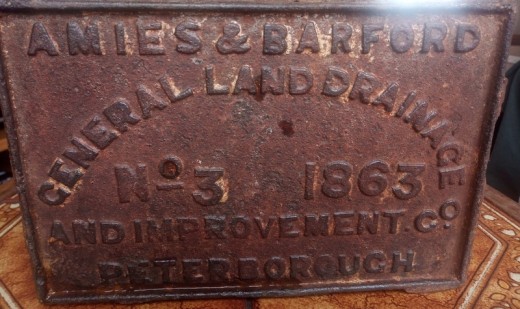 AMIES & BARFORD
GENERAL LAND DRAINAGE
Nº 3 1863
AND IMPROVEMENT. Cº
PETERBOROUGH